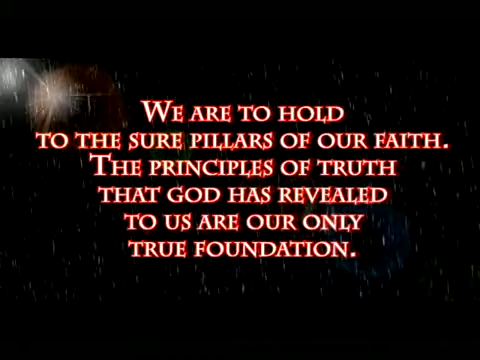 We are to hold
to the sure pillars of our faith.
The principles of truth
that God has revealed
to us are our only
true foundation.